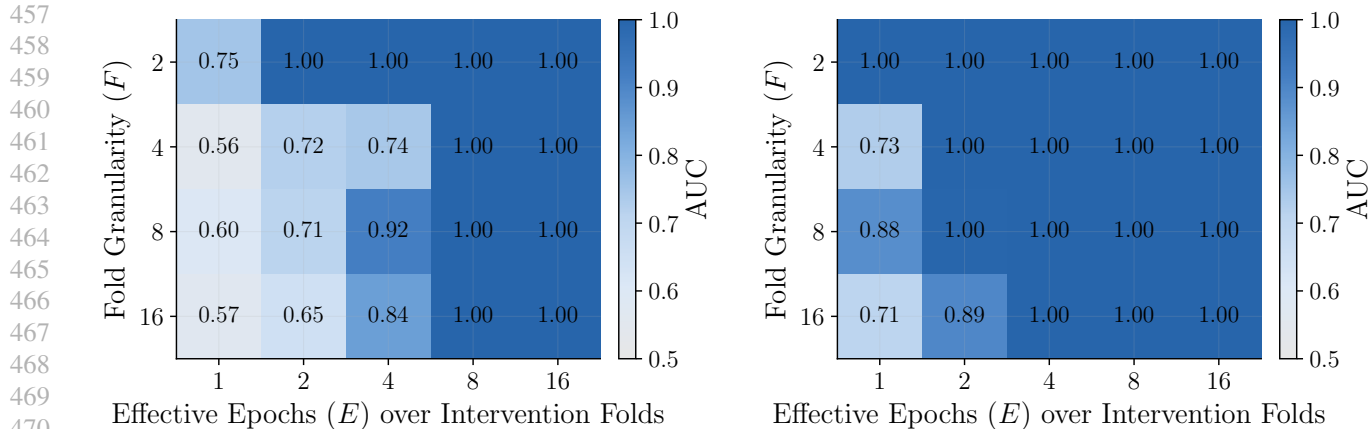 457
458
459
460
461
462
463
464
465
466
467
468
469
470
Fold Granularity (F)
2 0.75 1.00 1.00 1.00 1.00
4 0.56 0.72 0.74 1.00 1.00
8 0.60 0.71 0.92 1.00 1.00
16 0.57 0.65 0.84 1.00 1.00
1 2 4 8 16
Effective Epochs (E) over Intervention Folds
1.0
0.9
0.8
0.7
0.6
0.5
AUC
Fold Granularity (F)
2 1.00 1.00 1.00 1.00 1.00
4 0.73 1.00 1.00 1.00 1.00
8 0.88 1.00 1.00 1.00 1.00
16 0.71 0.89 1.00 1.00 1.00
1 2 4 8 16
Effective Epochs (E) over Intervention Folds
1.0
0.9
0.8
0.7
0.6
0.5
AUC